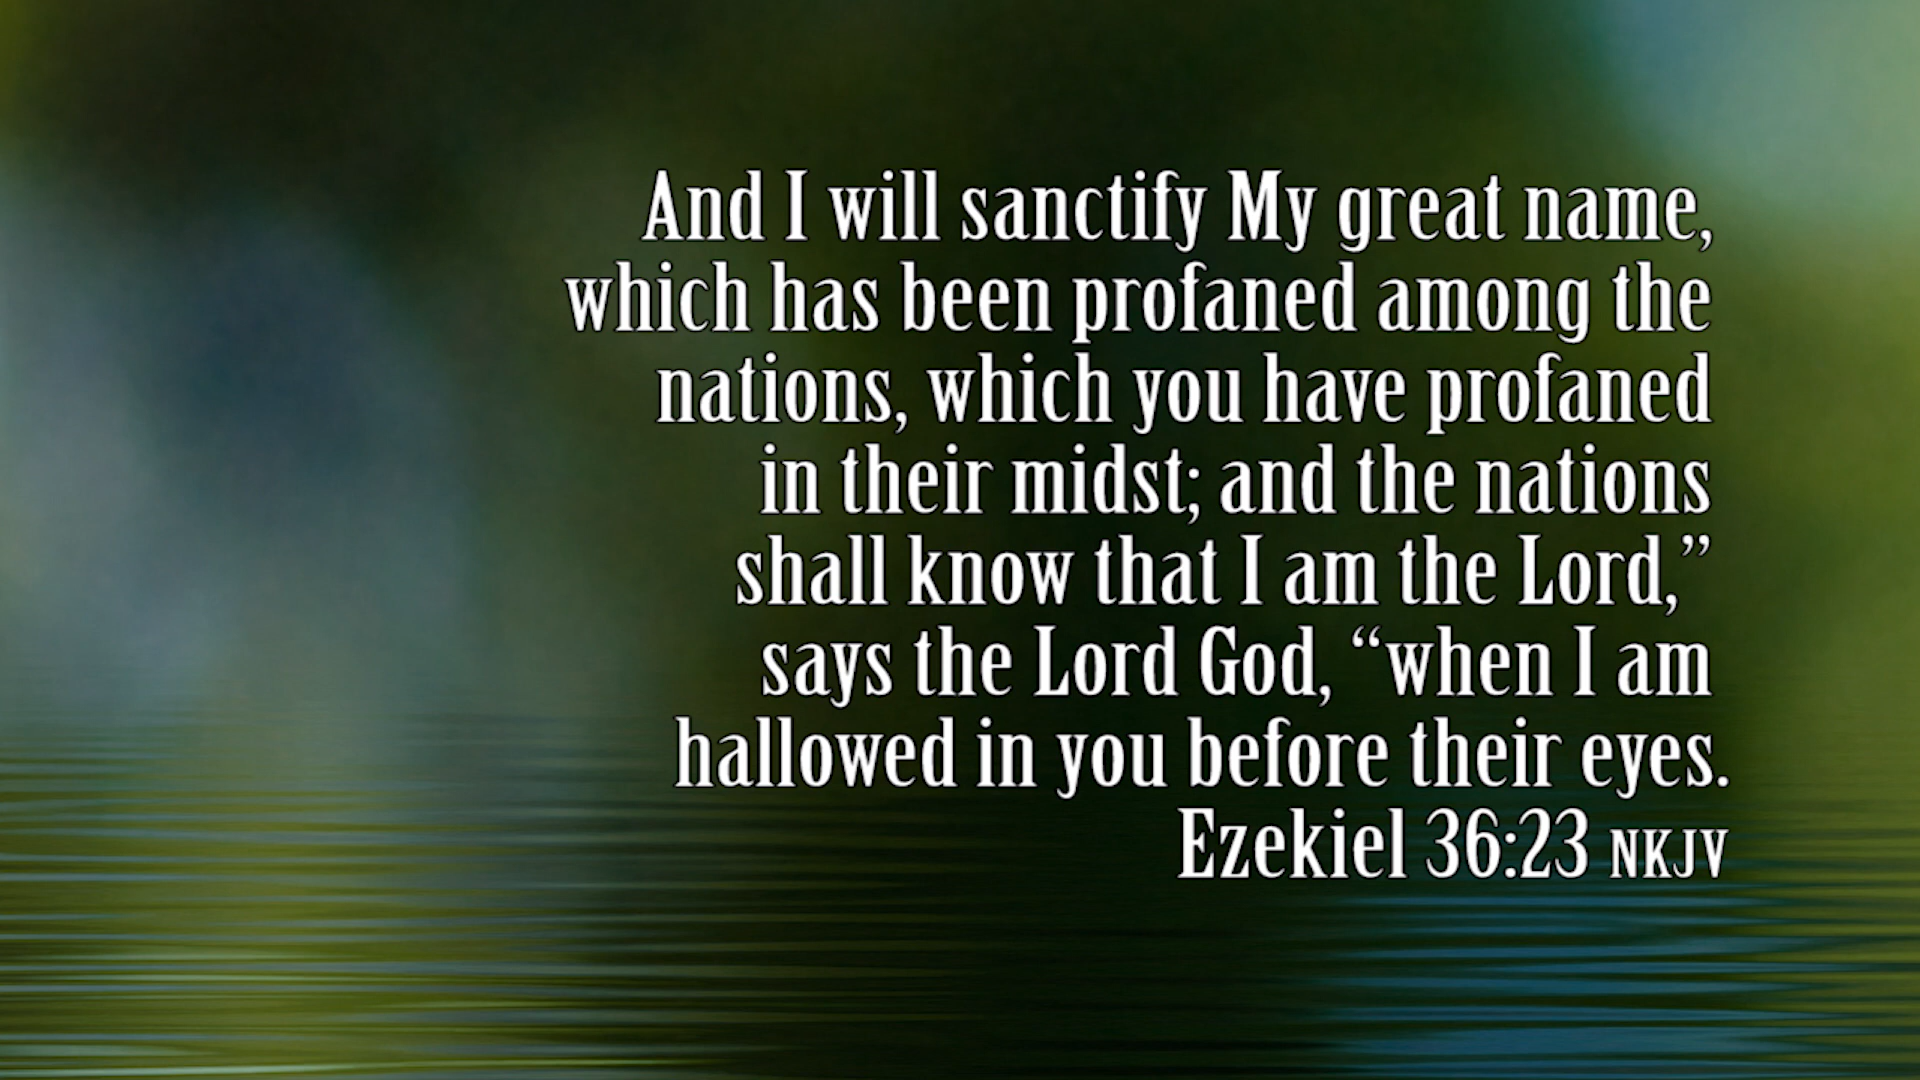 And I will sanctify My great name,
which has been profaned among the
nations, which you have profaned
in their midst; and the nations
shall know that I am the Lord,”
says the Lord God, “when I am
hallowed in you before their eyes.
Ezekiel 36:23 NKJV